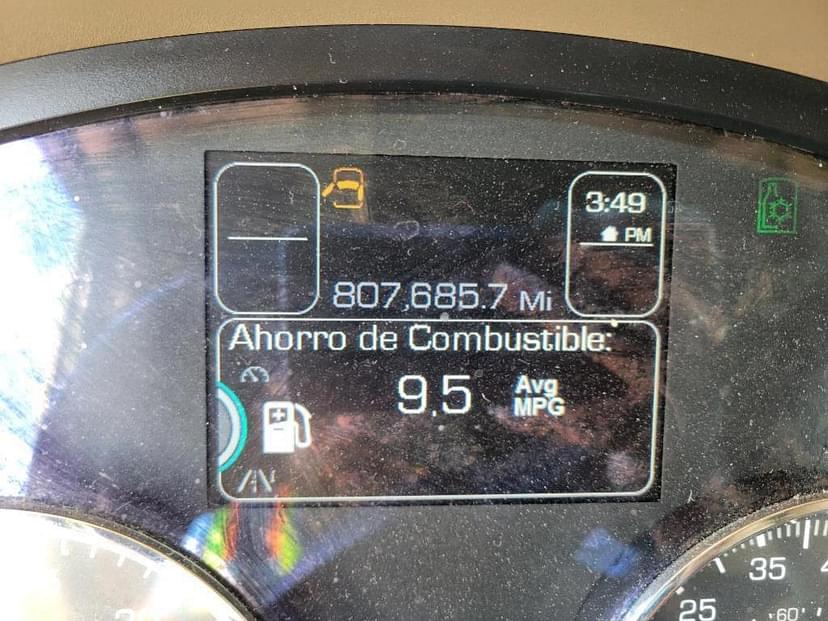 3:49
PM
807,685.7 Mi
Ahorro de Combustible:
9.5 Avg
MPG
35
25
60